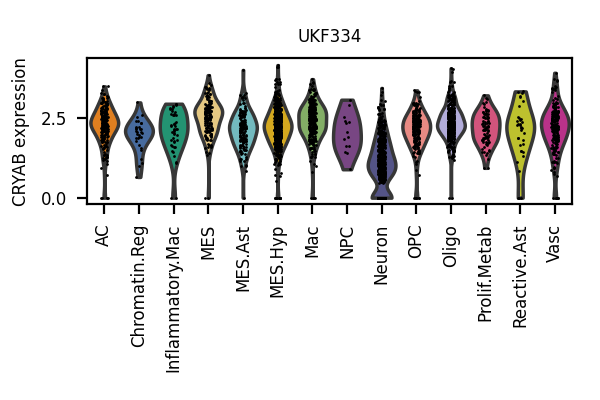 UKF334
CRYAB expression
2.5
0.0
AC
Chromatin.Reg
Inflammatory.Mac
MES
MES.Ast
MES.Hyp
Mac
NPC
Neuron
OPC
Oligo
Prolif.Metab
Reactive.Ast
Vasc